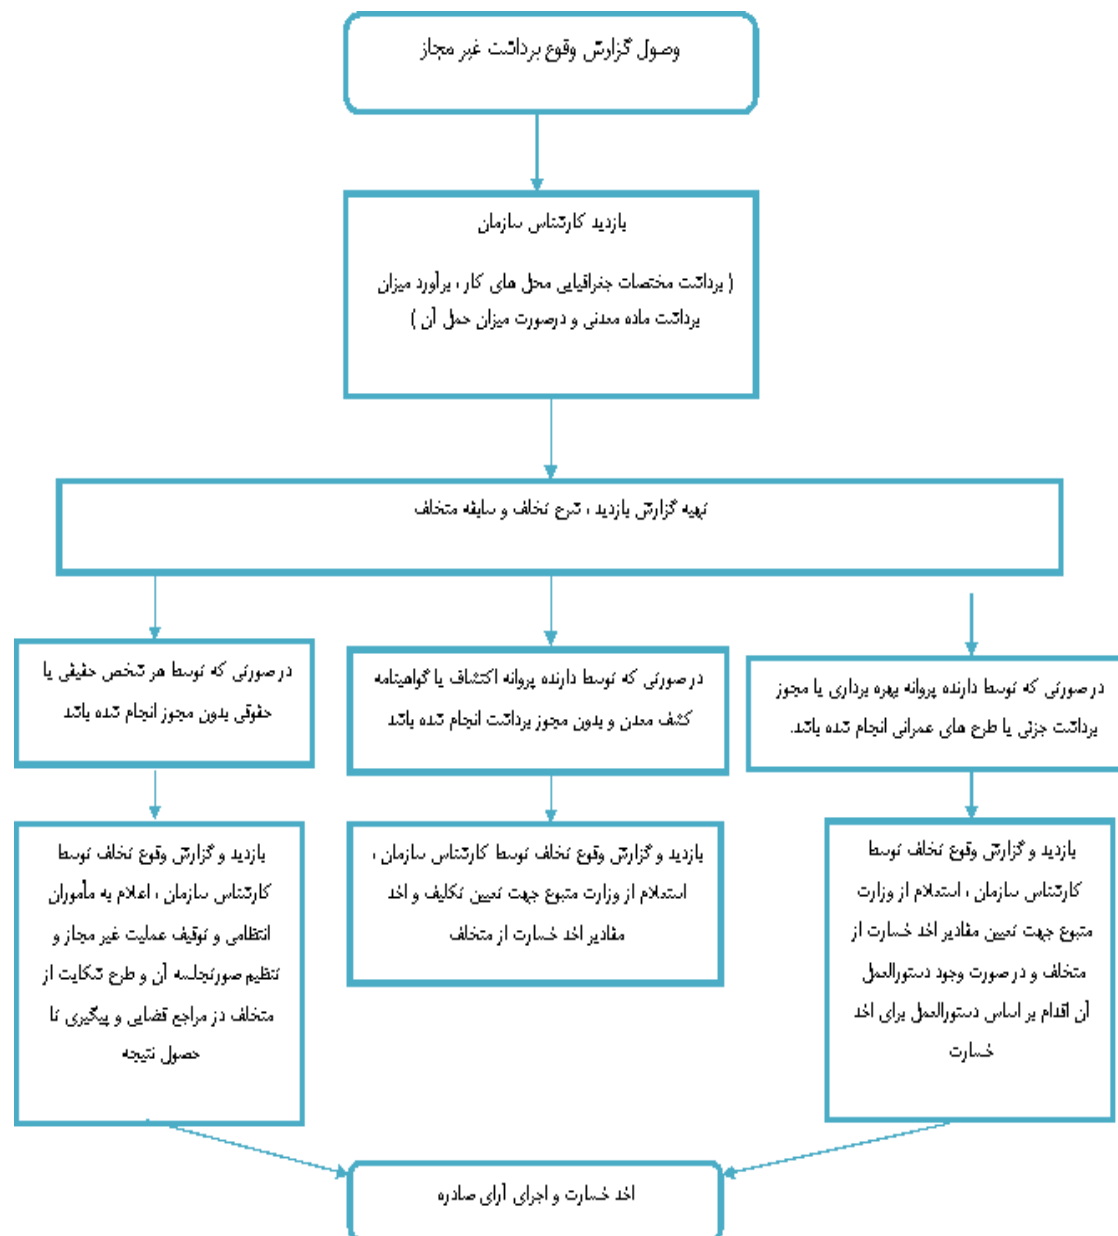 وصول گزارش وقوع برداشت غیر مجاز
بازدید کارشناس سازمان
( برداشت مختصات جغرافیایی محل های کار ، برآورد میزان
برداشت ماده معدنی و درصورت میزان حمل آن )
تهیه گزارش بازدید ، شرح تخلف و سابقه متخلف
در صورتی که توسط دارنده پروانه بهره برداری یا مجوز
برداشت جزئی یا طرح های عمرانی انجام شده باشد.
در صورتی که توسط دارنده پروانه اکتشاف یا گواهینامه
کشف معدن و بدون مجوز برداشت انجام شده باشد
در صورتی که توسط هر شخص حقیقی یا
حقوقی بدون مجوز انجام شده باشد
بازدید و گزارش وقوع تخلف توسط
کارشناس سازمان ، استعلام از وزارت
متبوع جهت تعیین مقادیر اخذ خسارت از
متخلف و در صورت وجود دستورالعمل
آن اقدام بر اساس دستورالعمل برای اخذ
خسارت
بازدید و گزارش وقوع تخلف توسط کارشناس سازمان ،
استعلام از وزارت متبوع جهت تعیین تکلیف و اخذ
مقادیر اخذ خسارت از متخلف
بازدید و گزارش وقوع تخلف توسط
کارشناس سازمان ، اعلام به مأموران
انتظامی و توقیف عملیت غیر مجاز و
تنظیم صورتجلسه آن و طرح شکایت از
متخلف در مراجع قضایی و پیگیری تا
حصول نتیجه
اخذ خسارت و اجرای آرای صادره